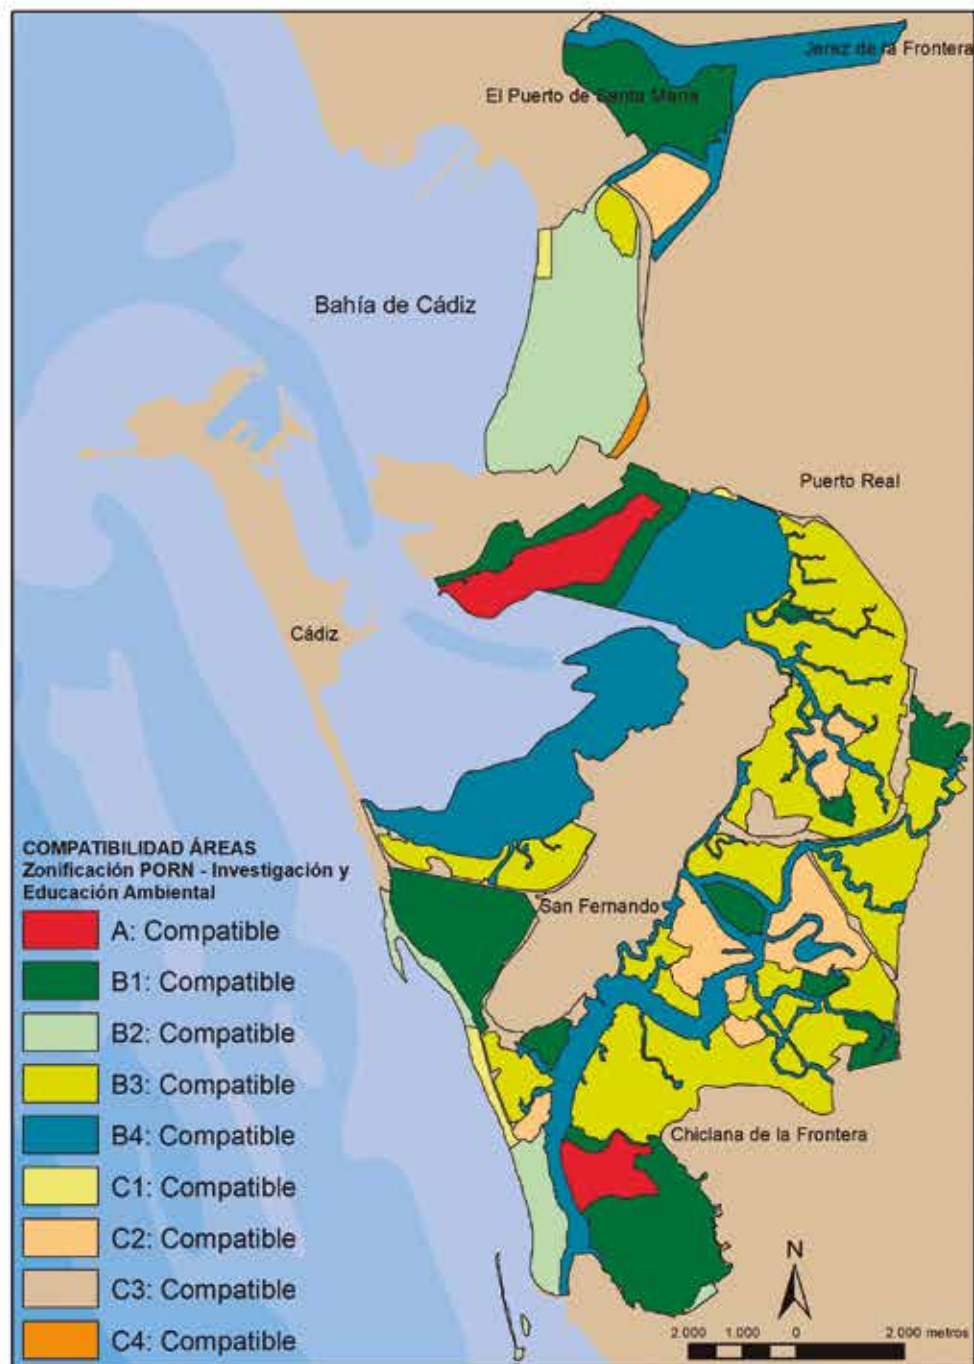 Jerez de la Frontera
El Puerto de Santa María
Bahía de Cádiz
Puerto Real
Cádiz
San Fernando
Chiclana de la Frontera
COMPATIBILIDAD ÁREAS
Zonificación PORN - Investigación y
Educación Ambiental
A: Compatible
B1: Compatible
B2: Compatible
B3: Compatible
B4: Compatible
C1: Compatible
C2: Compatible
C3: Compatible
C4: Compatible
N
2.000 1.000 0 2.000 metros